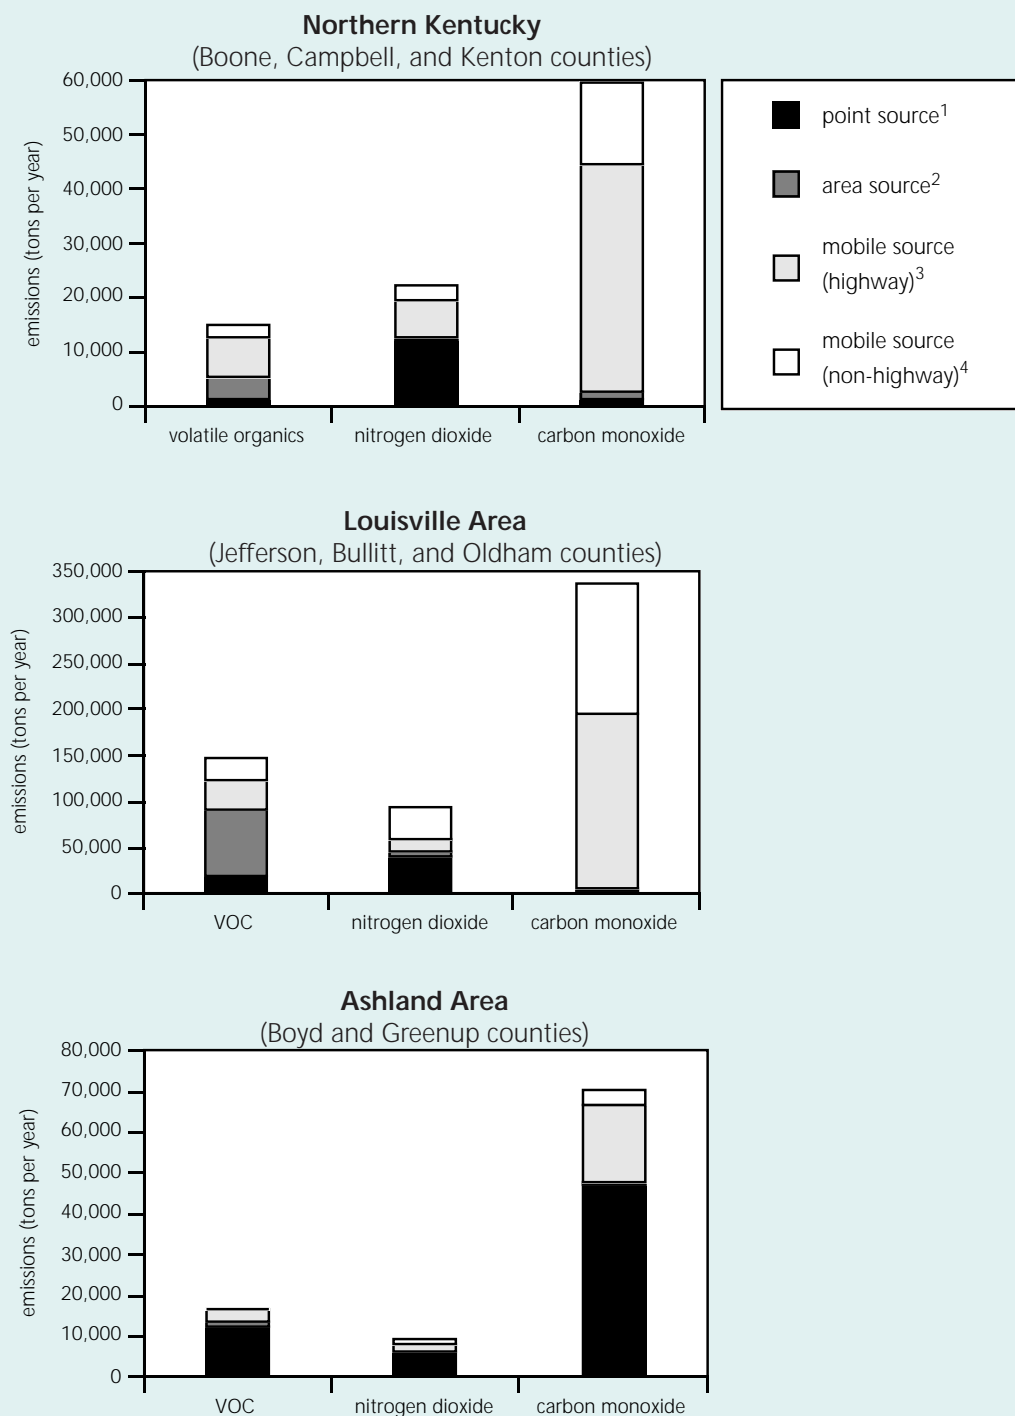 Northern Kentucky
(Boone, Campbell, and Kenton counties)
emissions (tons per year)
60,000
50,000
40,000
30,000
20,000
10,000
0
volatile organics
nitrogen dioxide
carbon monoxide
point source1
area source2
mobile source
(highway)3
mobile source
(non-highway)4
Louisville Area
(Jefferson, Bullitt, and Oldham counties)
emissions (tons per year)
350,000
300,000
250,000
200,000
150,000
100,000
50,000
0
VOC
nitrogen dioxide
carbon monoxide
Ashland Area
(Boyd and Greenup counties)
emissions (tons per year)
80,000
70,000
60,000
50,000
40,000
30,000
20,000
10,000
0
VOC
nitrogen dioxide
carbon monoxide